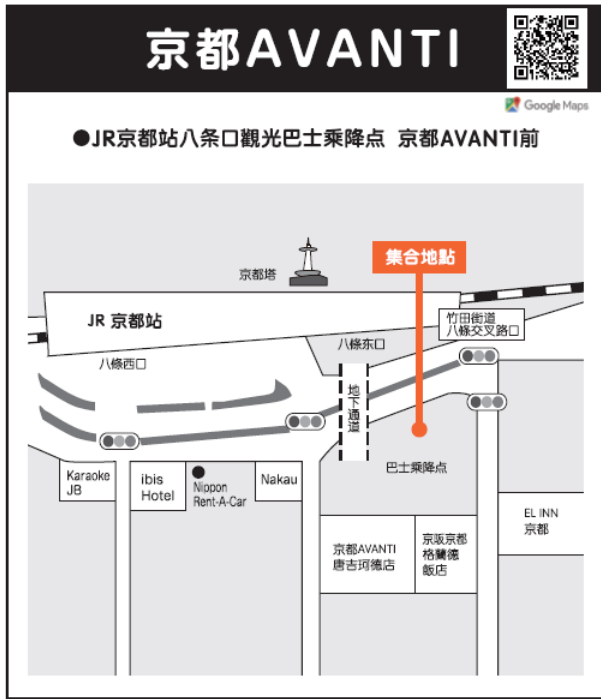 京都AVANTI
Google Maps
●JR京都站八条口觀光巴士乘降点 京都AVANTI前
集合地點
京都塔
JR 京都站
竹田街道
八條交叉路口
八條东口
八條西口
地下通道
巴士乘降点
Karaoke
JB
ibis
Hotel
Nippon
Rent-A-Car
Nakau
EL INN
京都
京都AVANTI
唐吉珂德店
京阪京都
格蘭德
飯店